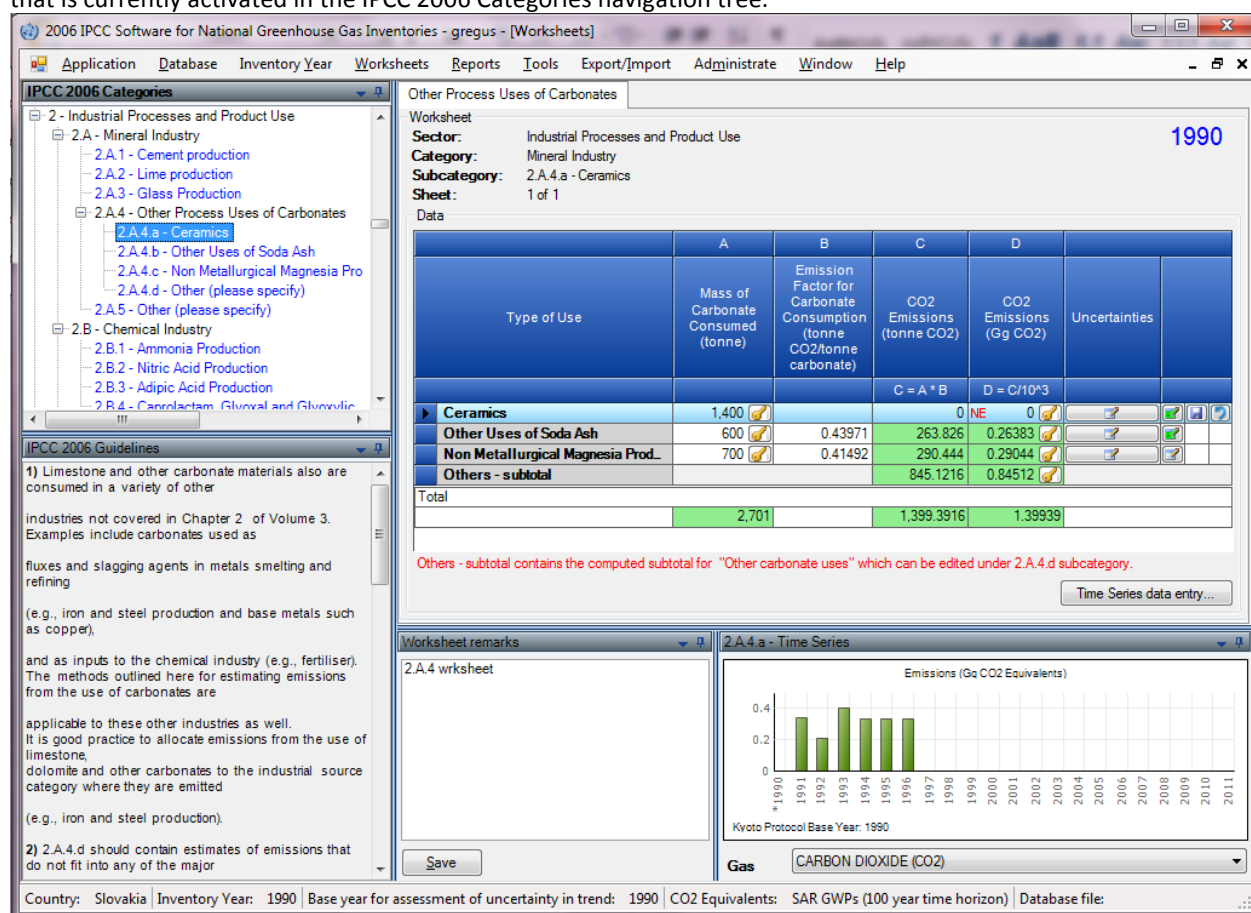 that is currently activated in the IPCC 2006 Categories navigation tree.
2006 IPCC Software for National Greenhouse Gas Inventories - gregus - [Worksheets]
Application Database Inventory Year Worksheets Reports Tools Export/Import Administrate Window Help
IPCC 2006 Categories
2 - Industrial Processes and Product Use
2.A - Mineral Industry
2.A.1 - Cement production
2.A.2 - Lime production
2.A.3 - Glass Production
2.A.4 - Other Process Uses of Carbonates
2.A.4.a - Ceramics
2.A.4.b - Other Uses of Soda Ash
2.A.4.c - Non Metallurgical Magnesia Pro
2.A.4.d - Other (please specify)
2.A.5 - Other (please specify)
2.B - Chemical Industry
2.B.1 - Ammonia Production
2.B.2 - Nitric Acid Production
2.B.3 - Adipic Acid Production
2.B.4 - Caprolactam, Glyoxal and Glyoxylic
IPCC 2006 Guidelines
1) Limestone and other carbonate materials also are
consumed in a variety of other
industries not covered in Chapter 2 of Volume 3.
Examples include carbonates used as
fluxes and slagging agents in metals smelting and
refining
(e.g., iron and steel production and base metals such
as copper),
and as inputs to the chemical industry (e.g., fertiliser).
The methods outlined here for estimating emissions
from the use of carbonates are
applicable to these other industries as well.
It is good practice to allocate emissions from the use of
limestone,
dolomite and other carbonates to the industrial source
category where they are emitted
(e.g., iron and steel production).
2) 2.A.4.d should contain estimates of emissions that
do not fit into any of the major
Other Process Uses of Carbonates
Worksheet
Sector: Industrial Processes and Product Use
1990
Category: Mineral Industry
Subcategory: 2.A.4.a - Ceramics
Sheet: 1 of 1
Data
A B C D
Type of Use
Mass of
Carbonate
Consumed
(tonne)
Emission
Factor for
Carbonate
Consumption
(tonne
CO2/tonne
carbonate)
CO2
Emissions
(tonne CO2)
CO2
Emissions
(Gg CO2)
Uncertainties
C = A * B D = C/10^3
Ceramics 1,400 0 NE 0
Other Uses of Soda Ash 600 0.43971 263.826 0.26383
Non Metallurgical Magnesia Prod... 700 0.41492 290.444 0.29044
Others - subtotal 845.1216 0.84512
Total
2,701 1,399.3916 1.39939
Others - subtotal contains the computed subtotal for "Other carbonate uses" which can be edited under 2.A.4.d subcategory.
Time Series data entry...
Worksheet remarks
2.A.4 wrksheet
Save
2.A.4.a - Time Series
Emissions (Gg CO2 Equivalents)
0.4
0.2
0
*1990 1991 1992 1993 1994 1995 1996 1997 1998 1999 2000 2001 2002 2003 2004 2005 2006 2007 2008 2009 2010 2011
Kyoto Protocol Base Year: 1990
Gas CARBON DIOXIDE (CO2)
Country: Slovakia Inventory Year: 1990 Base year for assessment of uncertainty in trend: 1990 CO2 Equivalents: SAR GWPs (100 year time horizon) Database file: